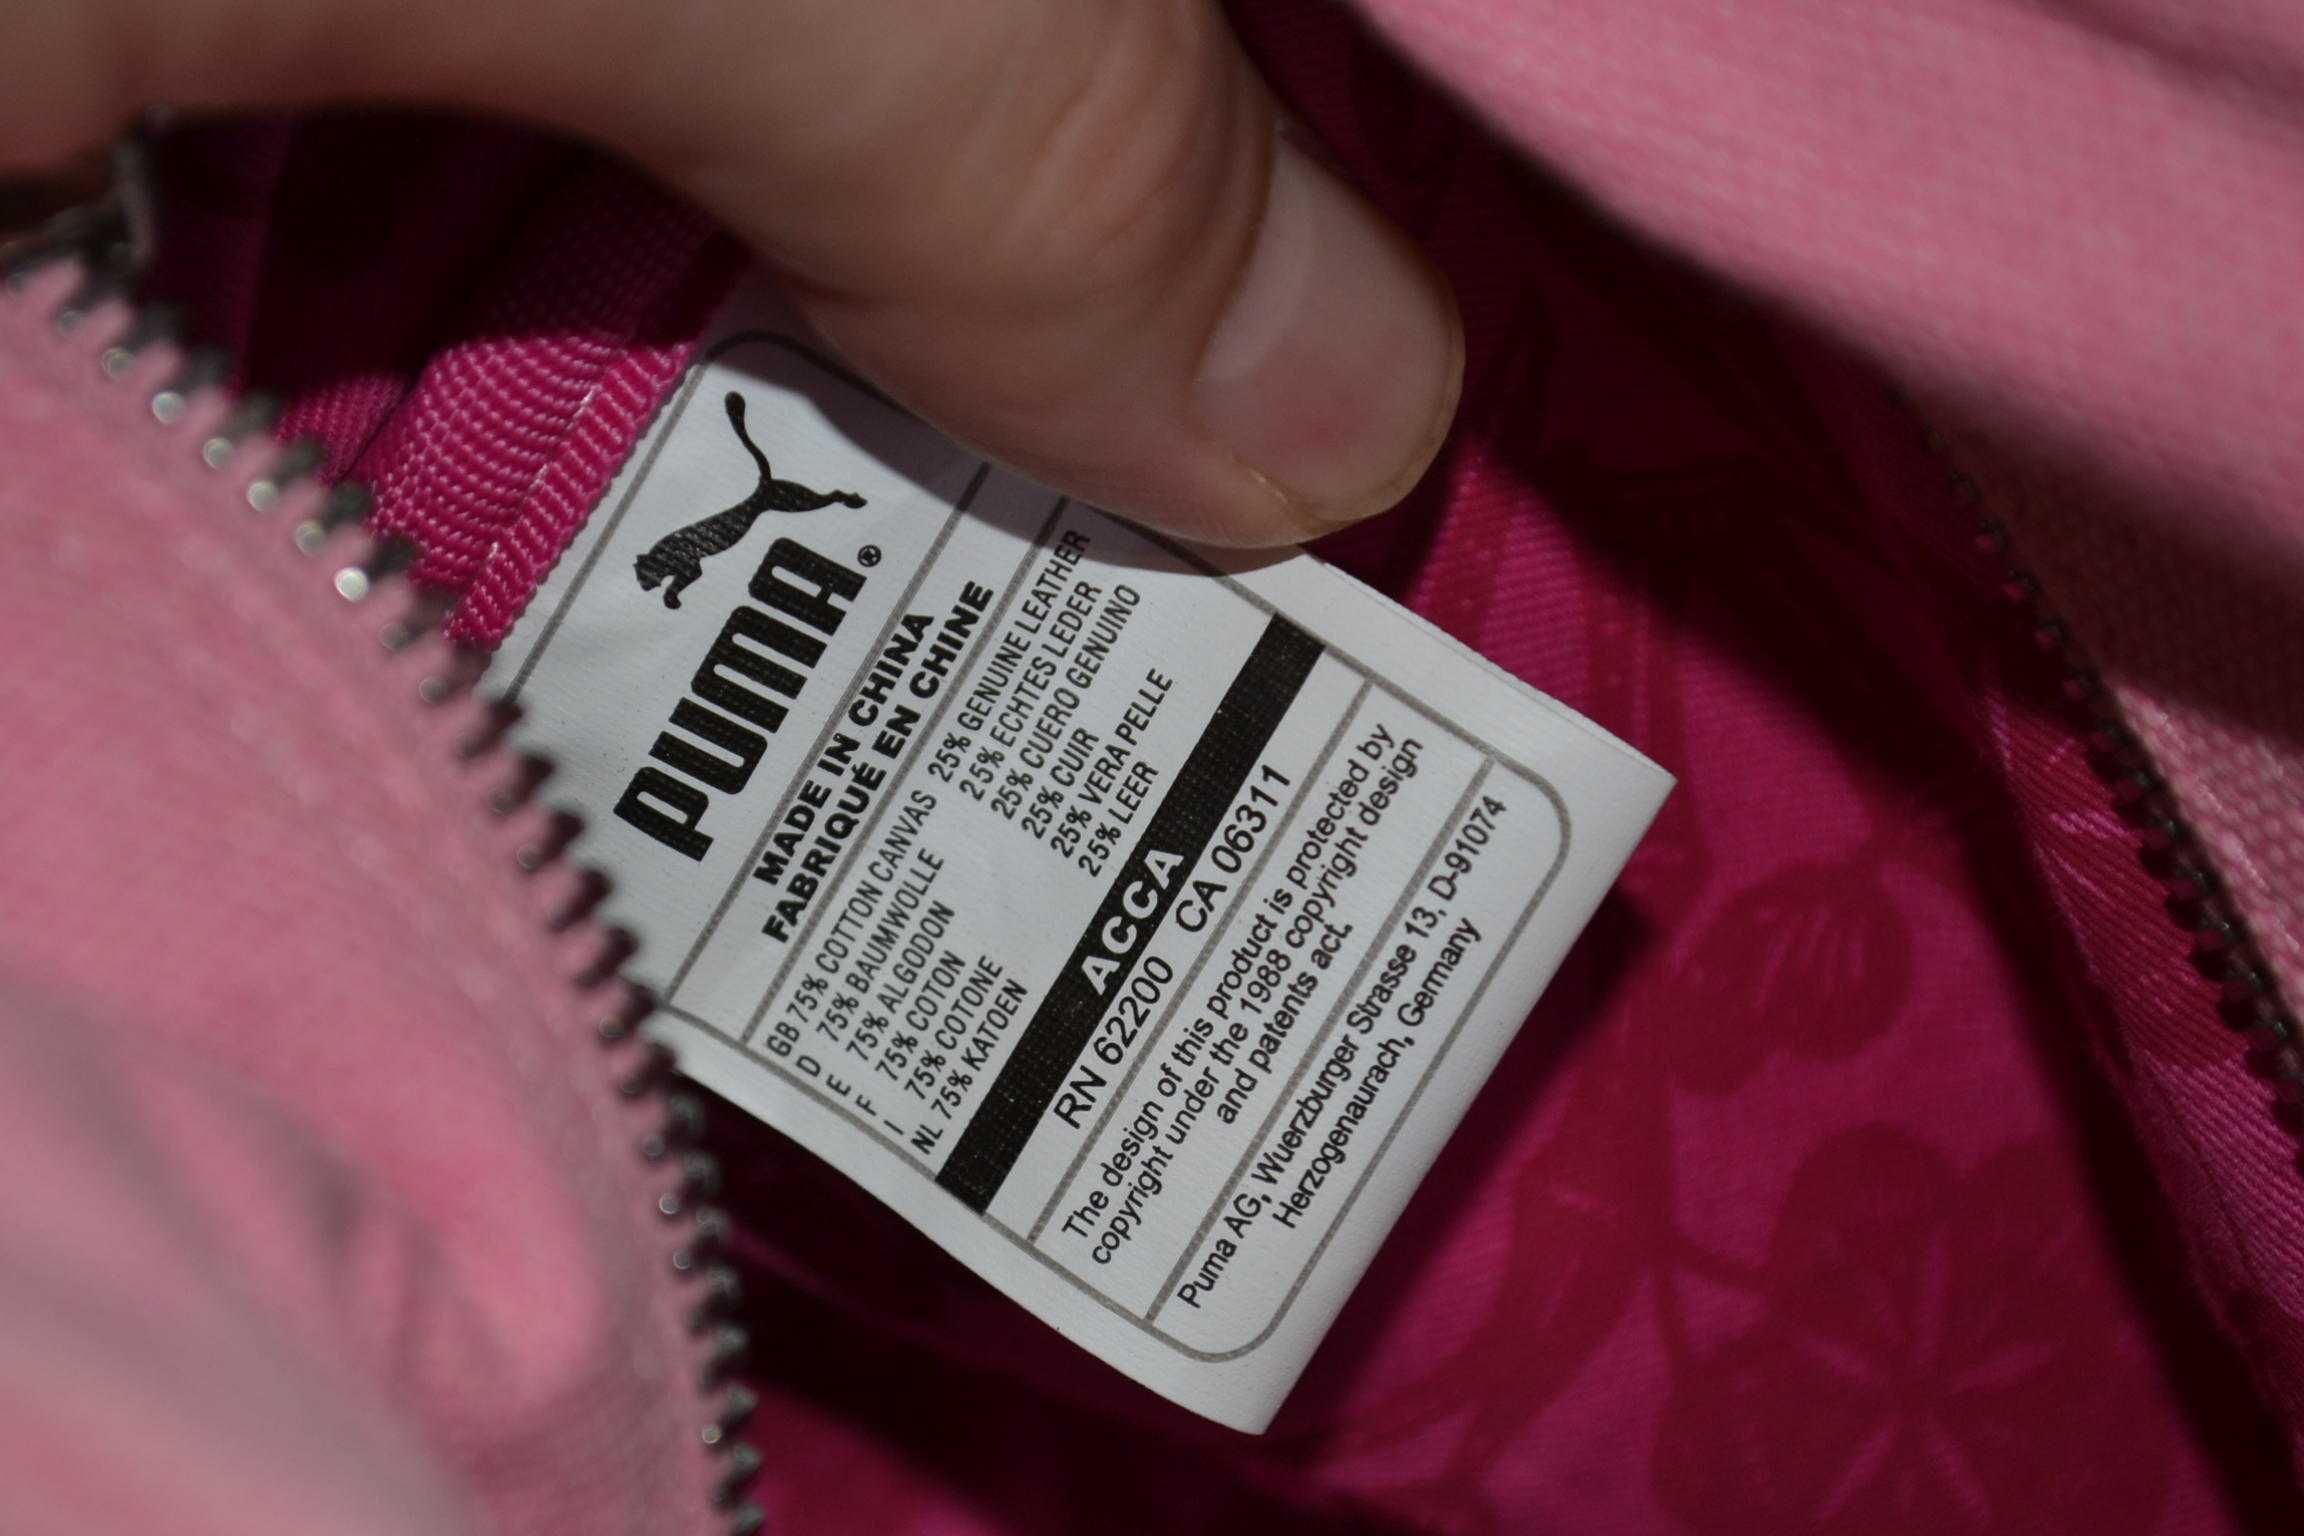 PUMA®
MADE IN CHINA
FABRIQUÉ EN CHINE
GB 75% COTTON CANVAS 25% GENUINE LEATHER
D 75% BAUMWOLLE 25% ECHTES LEDER
E 75% ALGODON 25% CUERO GENUINO
F 75% COTON 25% CUIR
I 75% COTONE 25% VERA PELLE
NL 75% KATOEN 25% LEER
ACCA
RN 62200 CA 06311
The design of this product is protected by
copyright under the 1988 copyright design
and patents act.
Puma AG, Wuerzburger Strasse 13, D-91074
Herzogenaurach, Germany